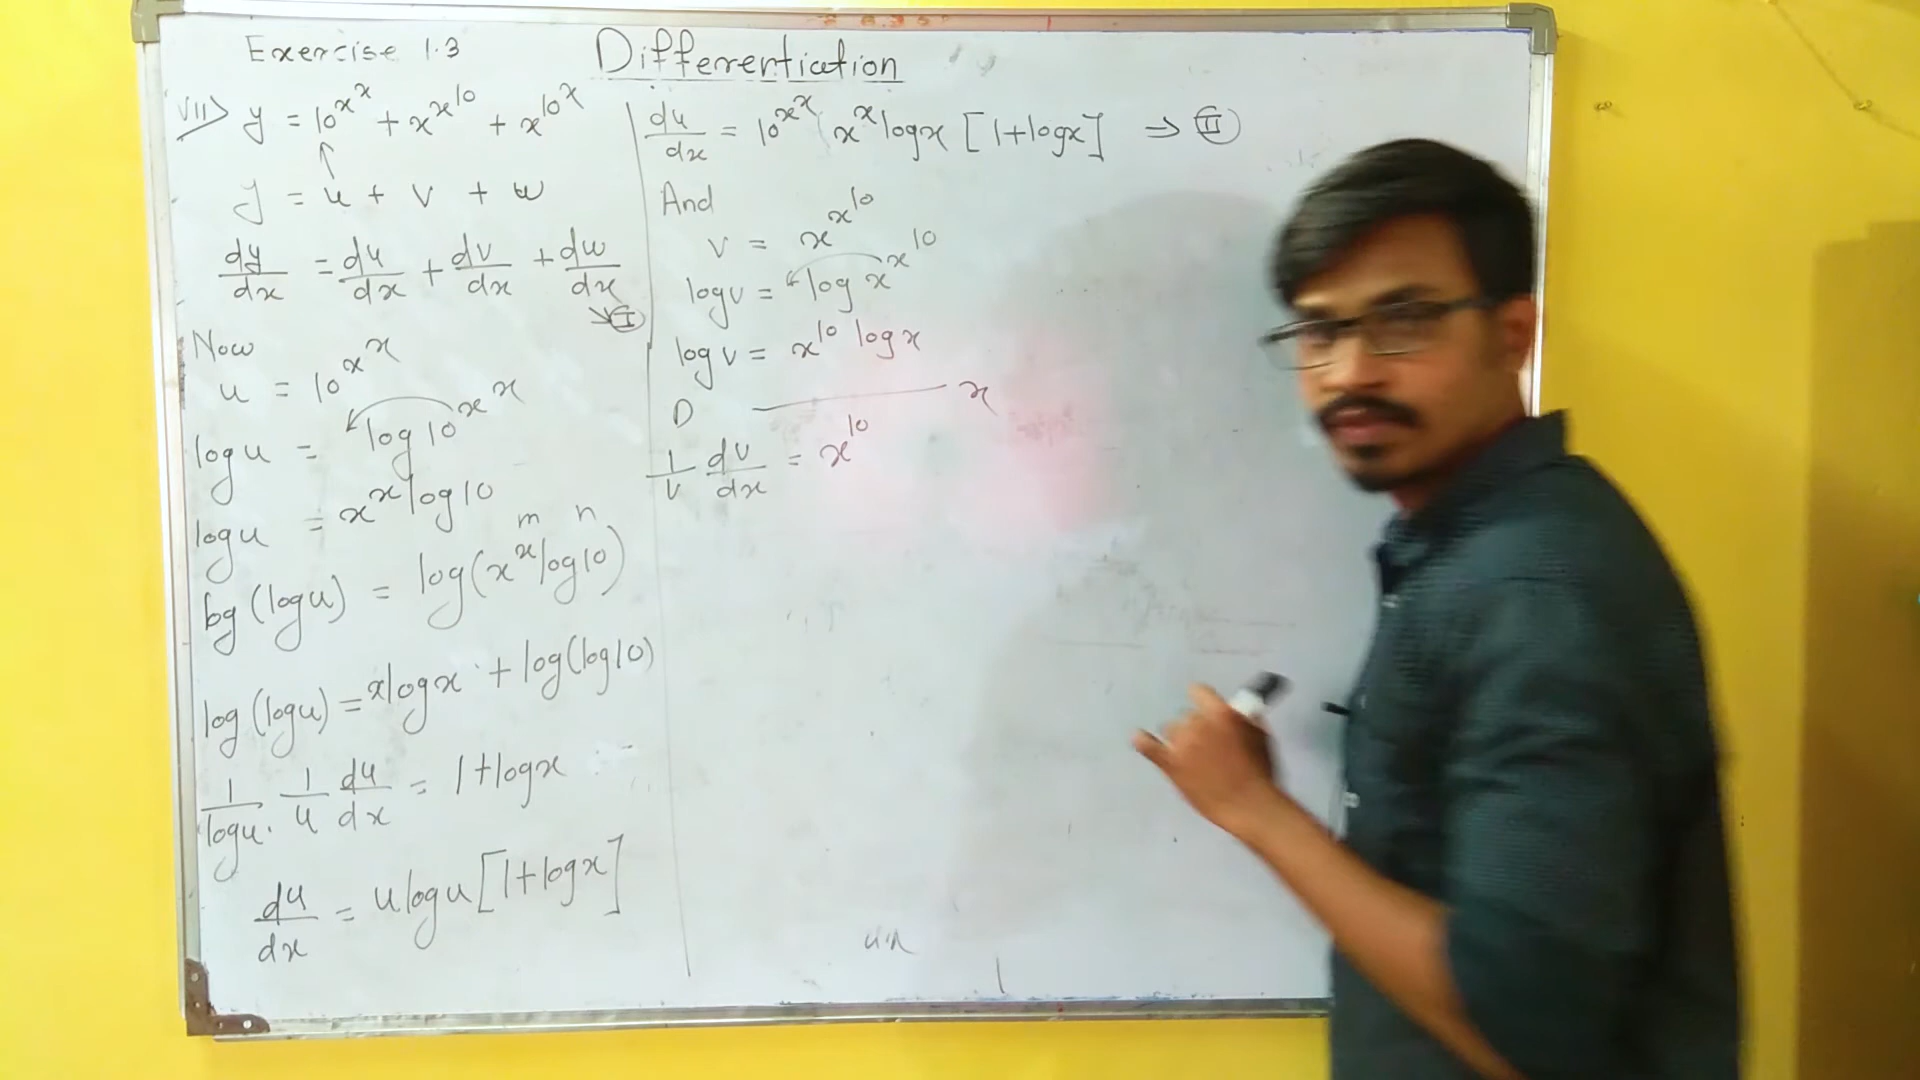 Exercise 1.3
Differentiation
VII) y = 10^x^x + x^x^10 + x^10^x
y = u + v + w
dy/dx = du/dx + dv/dx + dw/dx → Ⓘ
Now
u = 10^x^x
log u = log 10^x^x
log u = x^x log 10
m n
log (log u) = log (x^x log 10)
log (log u) = x log x + log (log 10)
1/log u . 1/u du/dx = 1 + log x
du/dx = u log u [1 + log x]
du/dx = 10^x^x x^x log x [1 + log x] ⇒ Ⓘ Ⓘ
And
v = x^x^10
log v = log x^x^10
log v = x^10 log x
D ——— x
1/v dv/dx = x^10